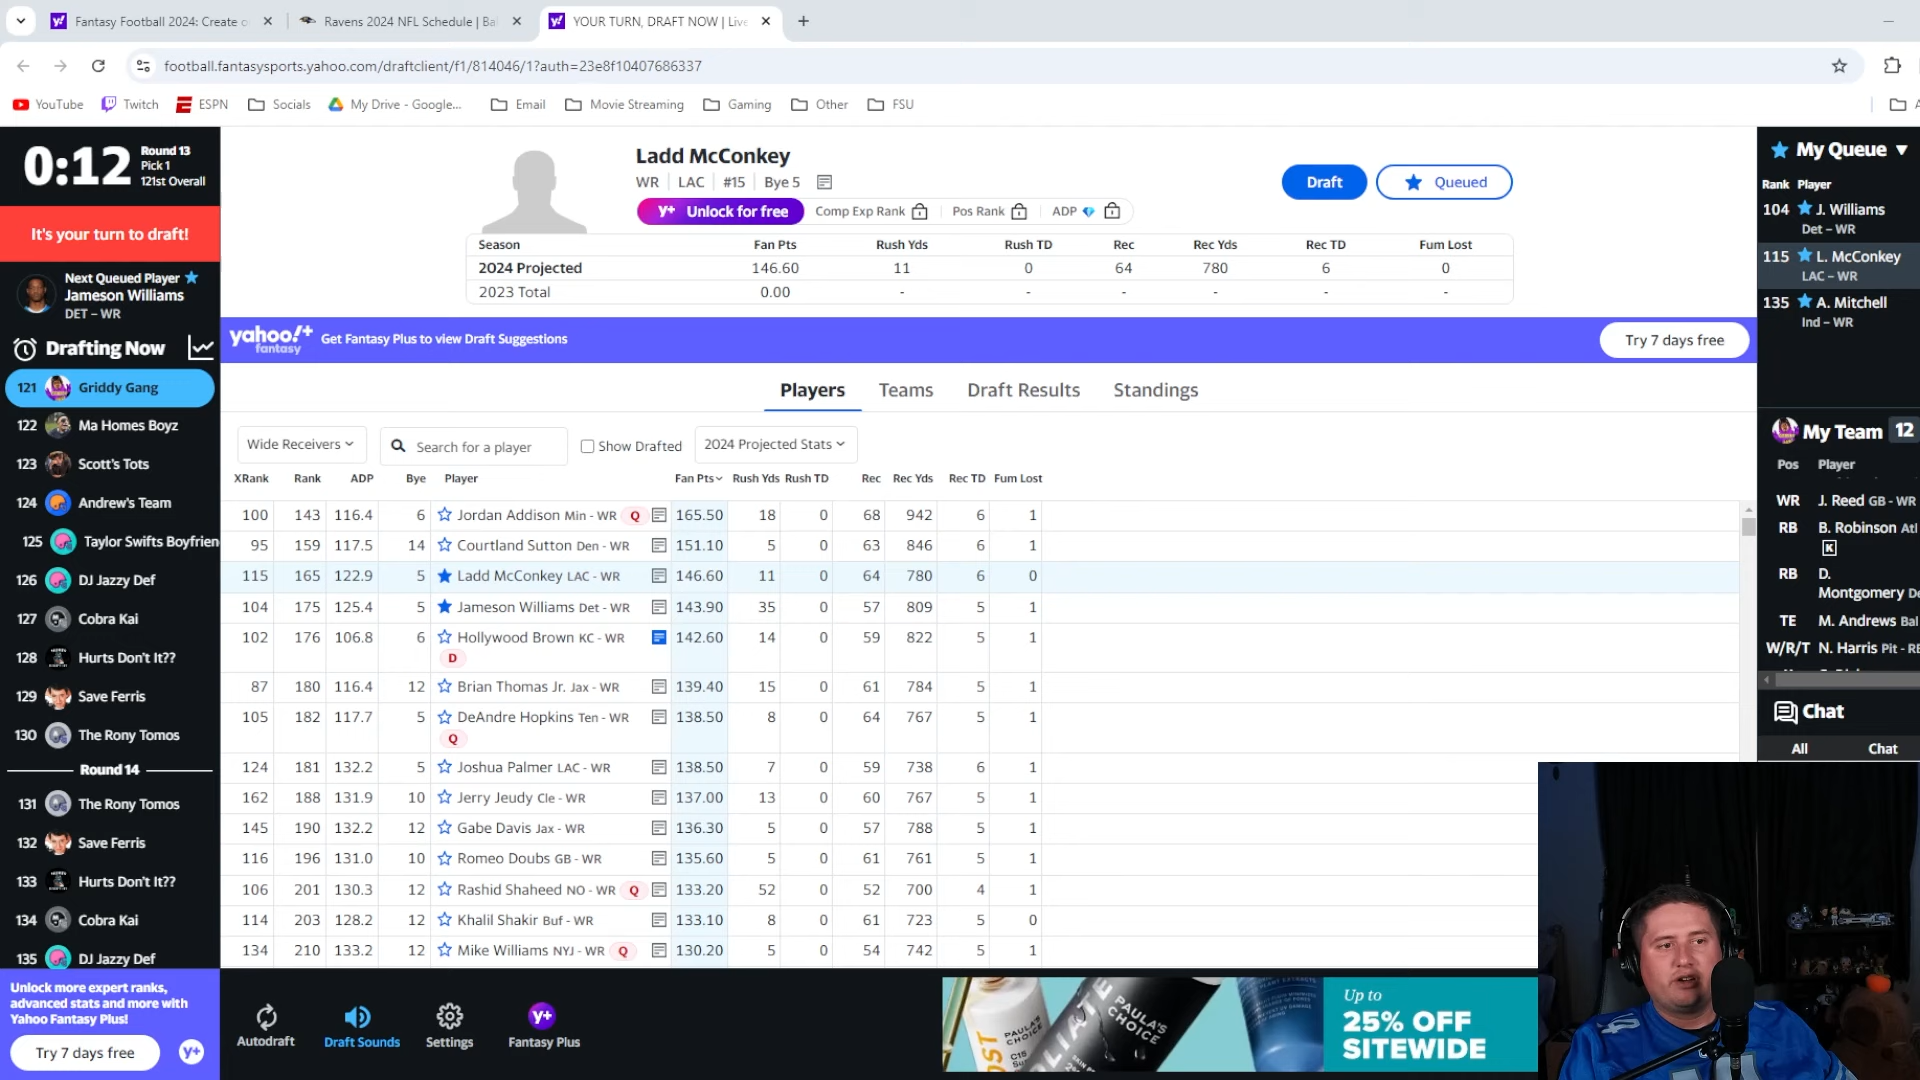 Fantasy Football 2024: Create o
Ravens 2024 NFL Schedule | Bal
YOUR TURN, DRAFT NOW | Live
football.fantasysports.yahoo.com/draftclient/f1/814046/1?auth=23e8f10407686337
YouTube Twitch ESPN Socials My Drive - Google... Email Movie Streaming Gaming Other FSU
0:12
Round 13
Pick 1
121st Overall
It's your turn to draft!
Next Queued Player
Jameson Williams
DET – WR
Drafting Now
121 Griddy Gang
122 Ma Homes Boyz
123 Scott's Tots
124 Andrew's Team
125 Taylor Swifts Boyfrien
126 DJ Jazzy Def
127 Cobra Kai
128 Hurts Don't It??
129 Save Ferris
130 The Rony Tomos
Round 14
131 The Rony Tomos
132 Save Ferris
133 Hurts Don't It??
134 Cobra Kai
135 DJ Jazzy Def
Unlock more expert ranks,
advanced stats and more with
Yahoo Fantasy Plus!
Try 7 days free y+
Ladd McConkey
WR LAC #15 Bye 5
y+ Unlock for free Comp Exp Rank Pos Rank ADP
Draft Queued
Season Fan Pts Rush Yds Rush TD Rec Rec Yds Rec TD Fum Lost
2024 Projected 146.60 11 0 64 780 6 0
2023 Total 0.00 - - - - - -
yahoo!+
fantasy
Get Fantasy Plus to view Draft Suggestions
Try 7 days free
Players Teams Draft Results Standings
Wide Receivers Search for a player Show Drafted 2024 Projected Stats
XRank Rank ADP Bye Player Fan Pts Rush Yds Rush TD Rec Rec Yds Rec TD Fum Lost
100 143 116.4 6 Jordan Addison Min - WR Q 165.50 18 0 68 942 6 1
95 159 117.5 14 Courtland Sutton Den - WR 151.10 5 0 63 846 6 1
115 165 122.9 5 Ladd McConkey LAC - WR 146.60 11 0 64 780 6 0
104 175 125.4 5 Jameson Williams Det - WR 143.90 35 0 57 809 5 1
102 176 106.8 6 Hollywood Brown KC - WR 142.60 14 0 59 822 5 1
D
87 180 116.4 12 Brian Thomas Jr. Jax - WR 139.40 15 0 61 784 5 1
105 182 117.7 5 DeAndre Hopkins Ten - WR 138.50 8 0 64 767 5 1
Q
124 181 132.2 5 Joshua Palmer LAC - WR 138.50 7 0 59 738 6 1
162 188 131.9 10 Jerry Jeudy Cle - WR 137.00 13 0 60 767 5 1
145 190 132.2 12 Gabe Davis Jax - WR 136.30 5 0 57 788 5 1
116 196 131.0 10 Romeo Doubs GB - WR 135.60 5 0 61 761 5 1
106 201 130.3 12 Rashid Shaheed NO - WR Q 133.20 52 0 52 700 4 1
114 203 128.2 12 Khalil Shakir Buf - WR 133.10 8 0 61 723 5 0
134 210 133.2 12 Mike Williams NYJ - WR Q 130.20 5 0 54 742 5 1
Autodraft Draft Sounds Settings y+ Fantasy Plus
PAULA'S
CHOICE
PAULA'S
CHOICE
Up to
25% OFF
SITEWIDE
My Queue
Rank Player
104 J. Williams
Det – WR
115 L. McConkey
LAC – WR
135 A. Mitchell
Ind – WR
My Team 12
Pos Player
WR J. Reed GB - WR
RB B. Robinson Atl
K
RB D.
Montgomery De
TE M. Andrews Bal
W/R/T N. Harris Pit - RB
Chat
All Chat